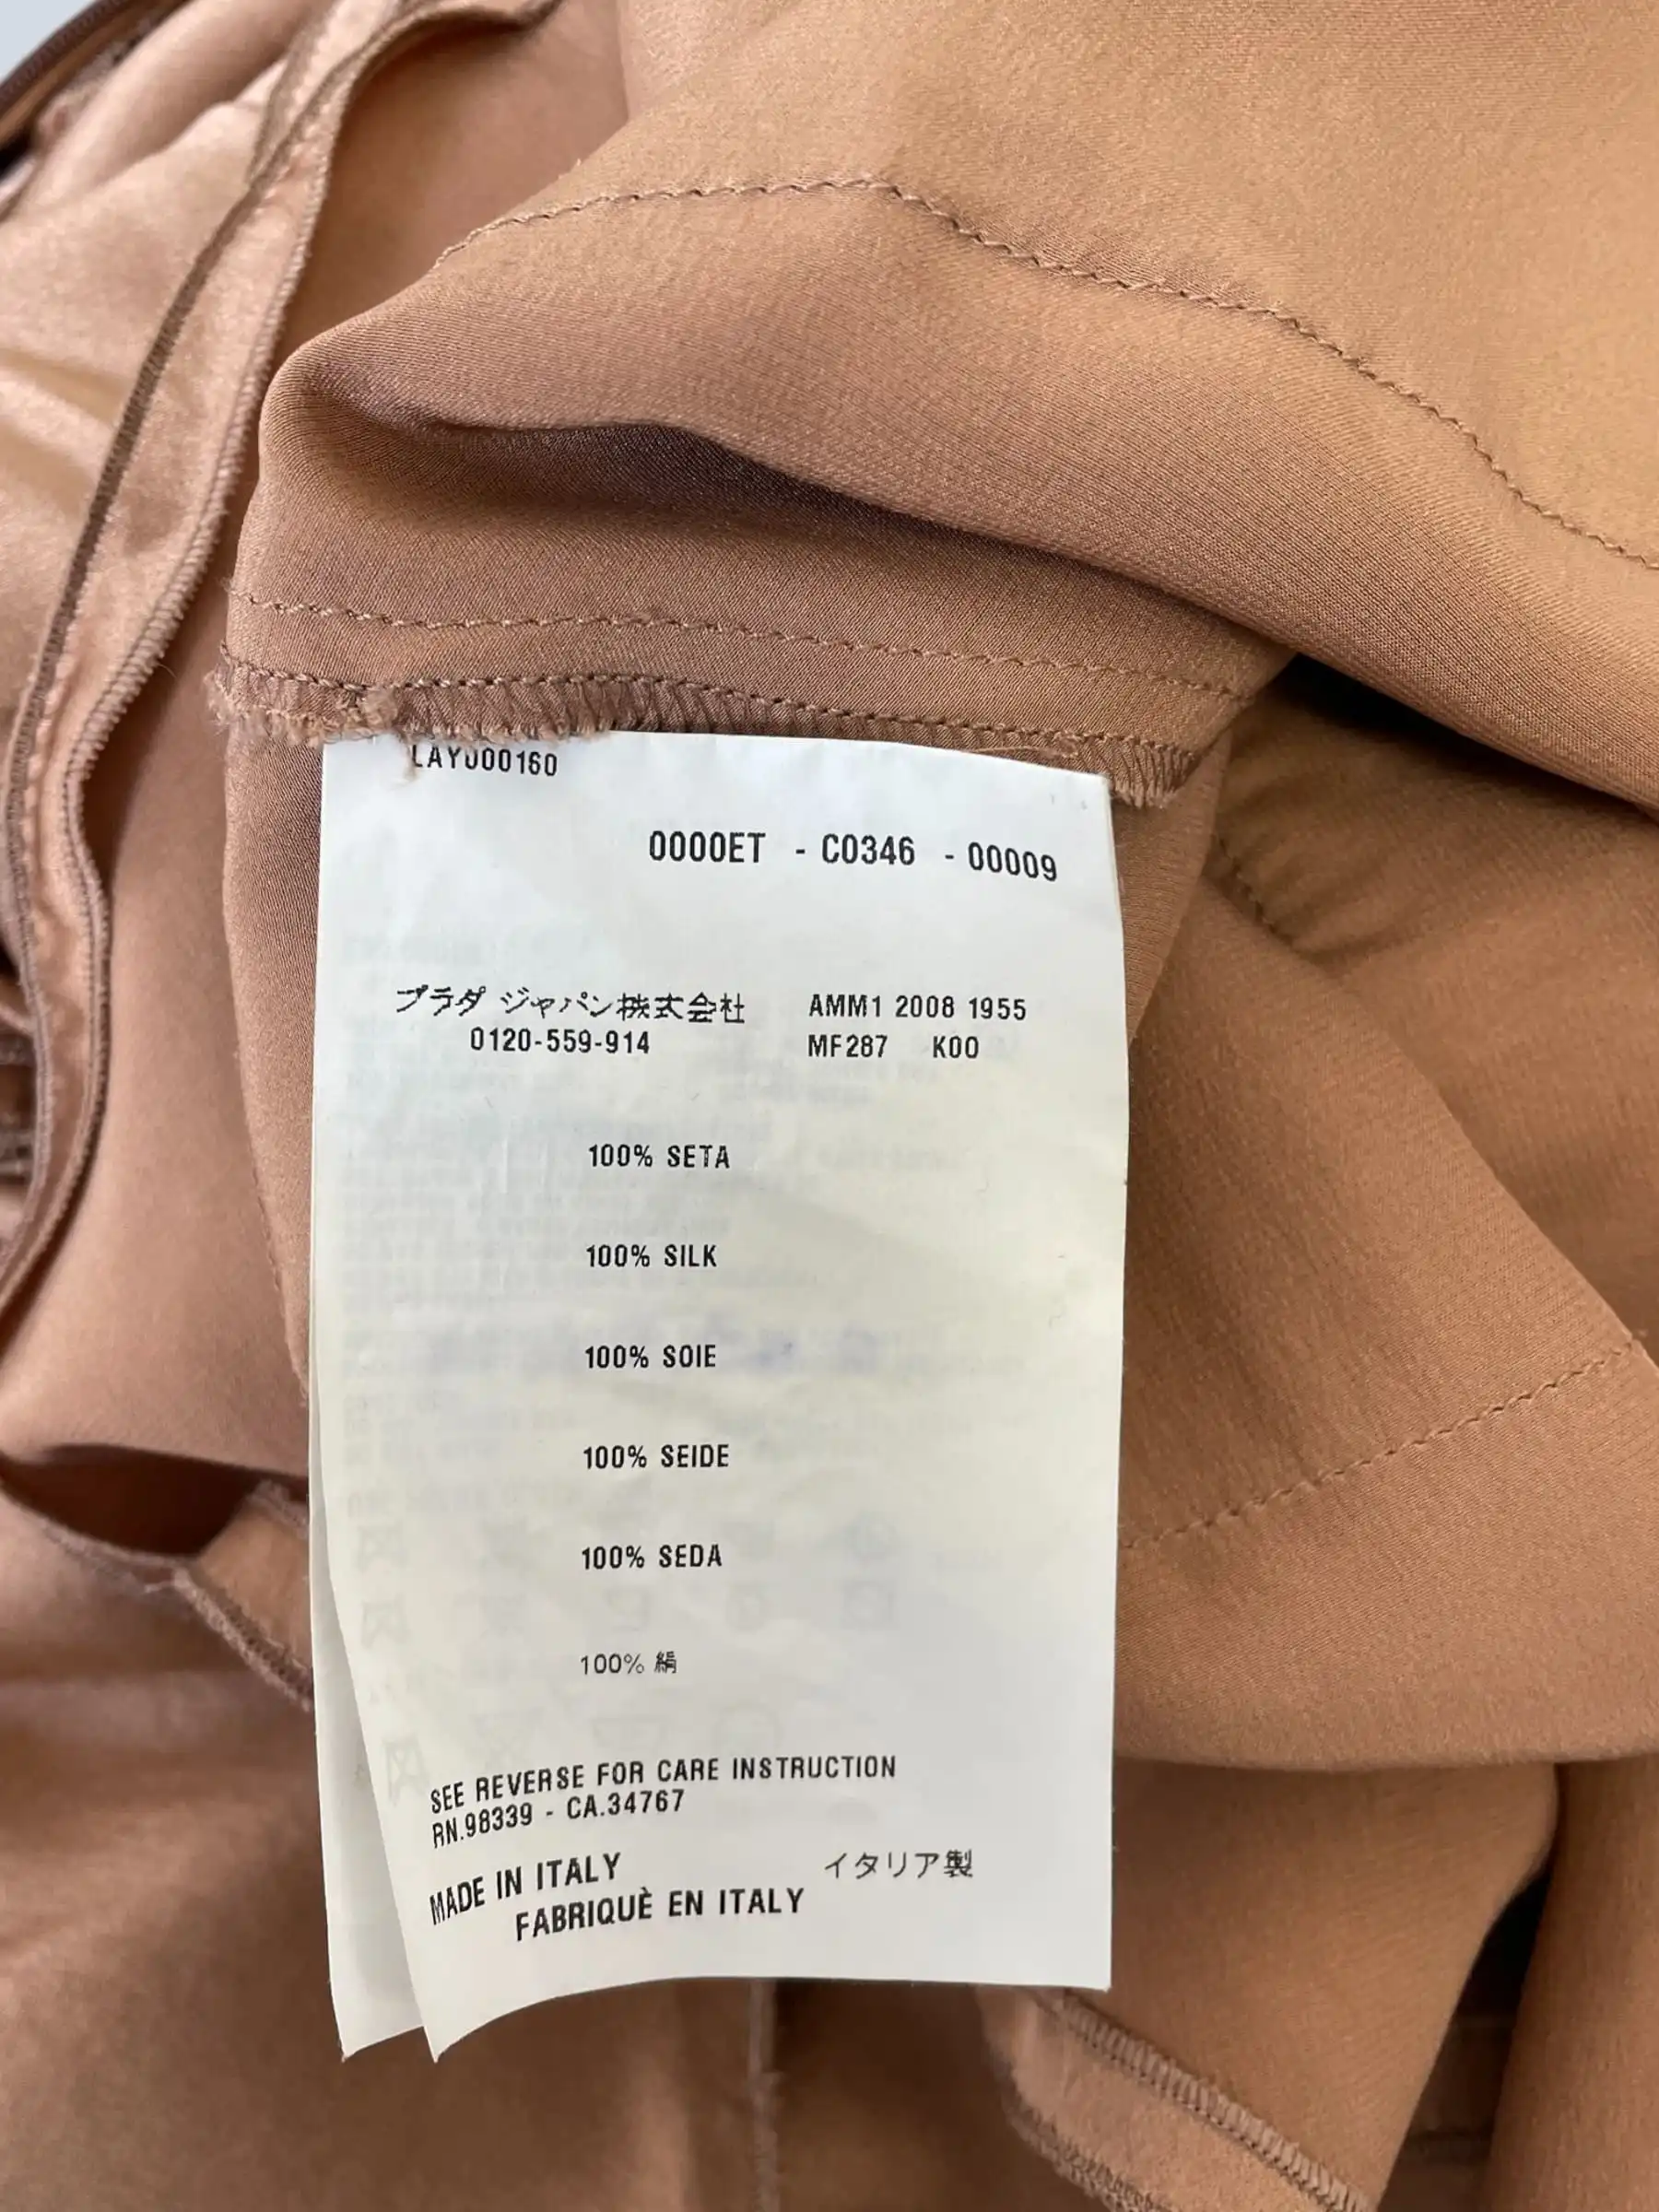 LAY000160
0000ET - C0346 - 00009
プラダ ジャパン株式会社 AMM1 2008 1955
0120-559-914 MF287 K00
100% SETA
100% SILK
100% SOIE
100% SEIDE
100% SEDA
100% 絹
SEE REVERSE FOR CARE INSTRUCTION
RN.98339 - CA.34767
MADE IN ITALY イタリア製
FABRIQUÈ EN ITALY